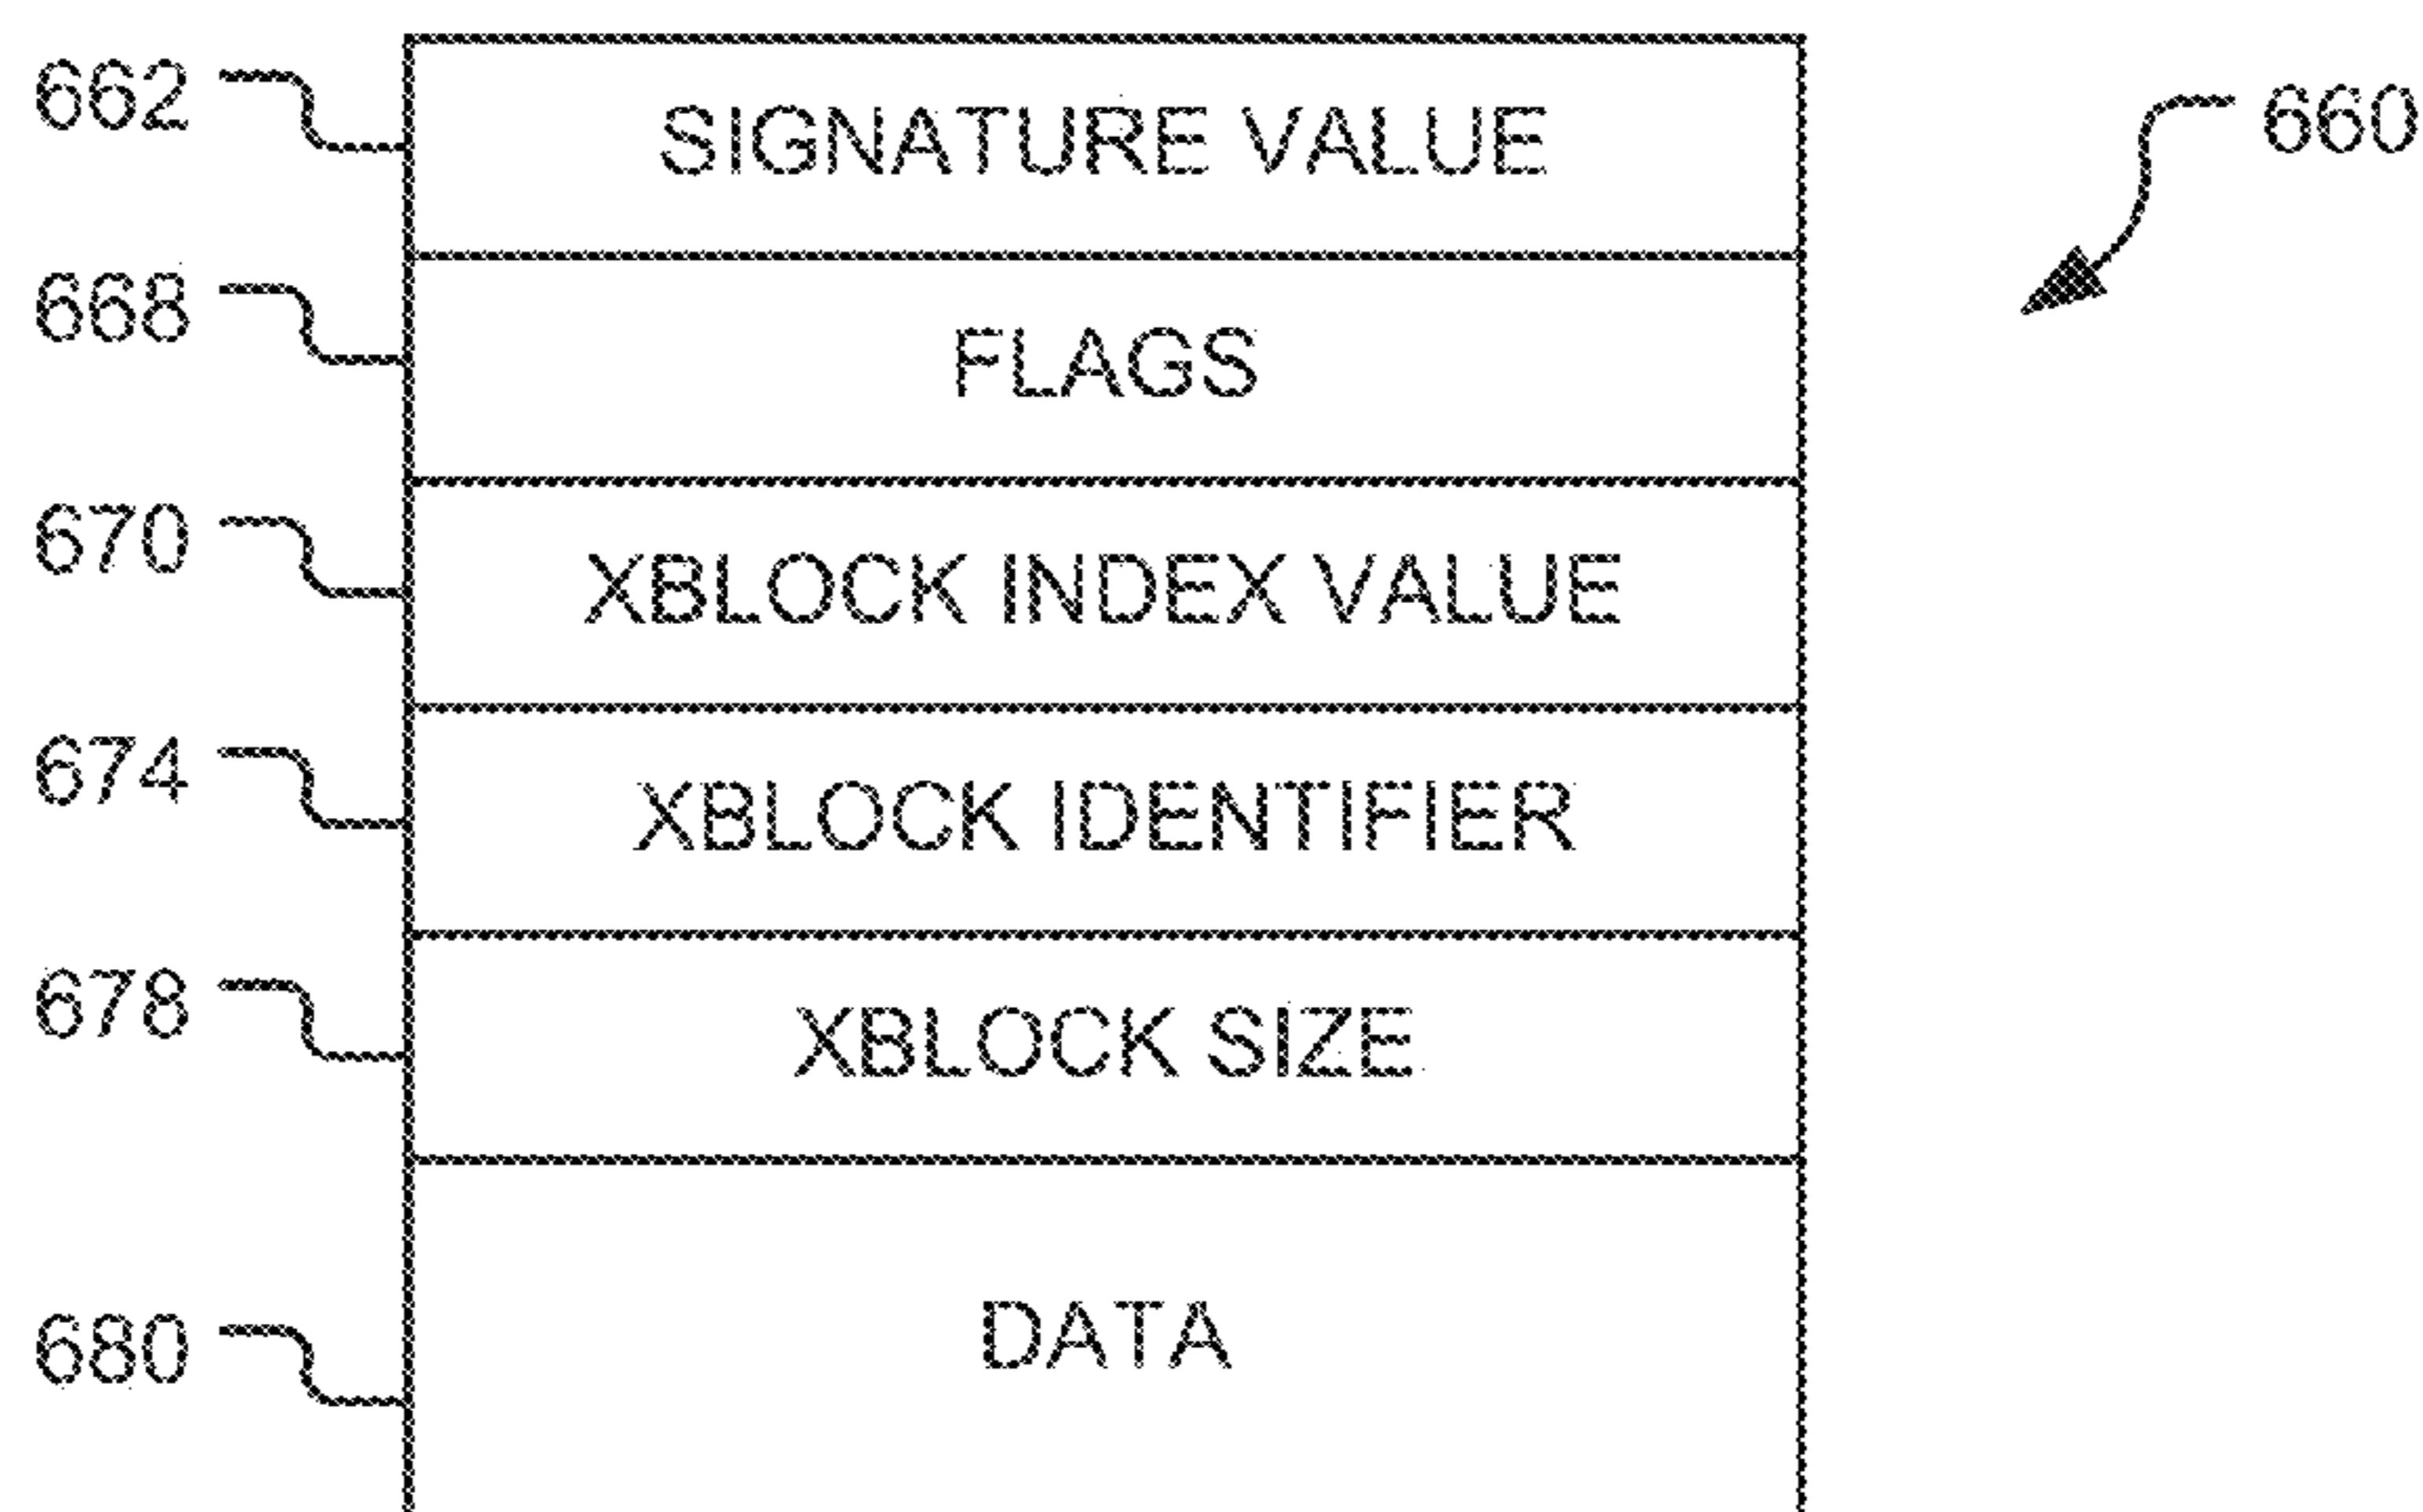 662 SIGNATURE VALUE 660
668 FLAGS
670 XBLOCK INDEX VALUE
674 XBLOCK IDENTIFIER
678 XBLOCK SIZE
680 DATA